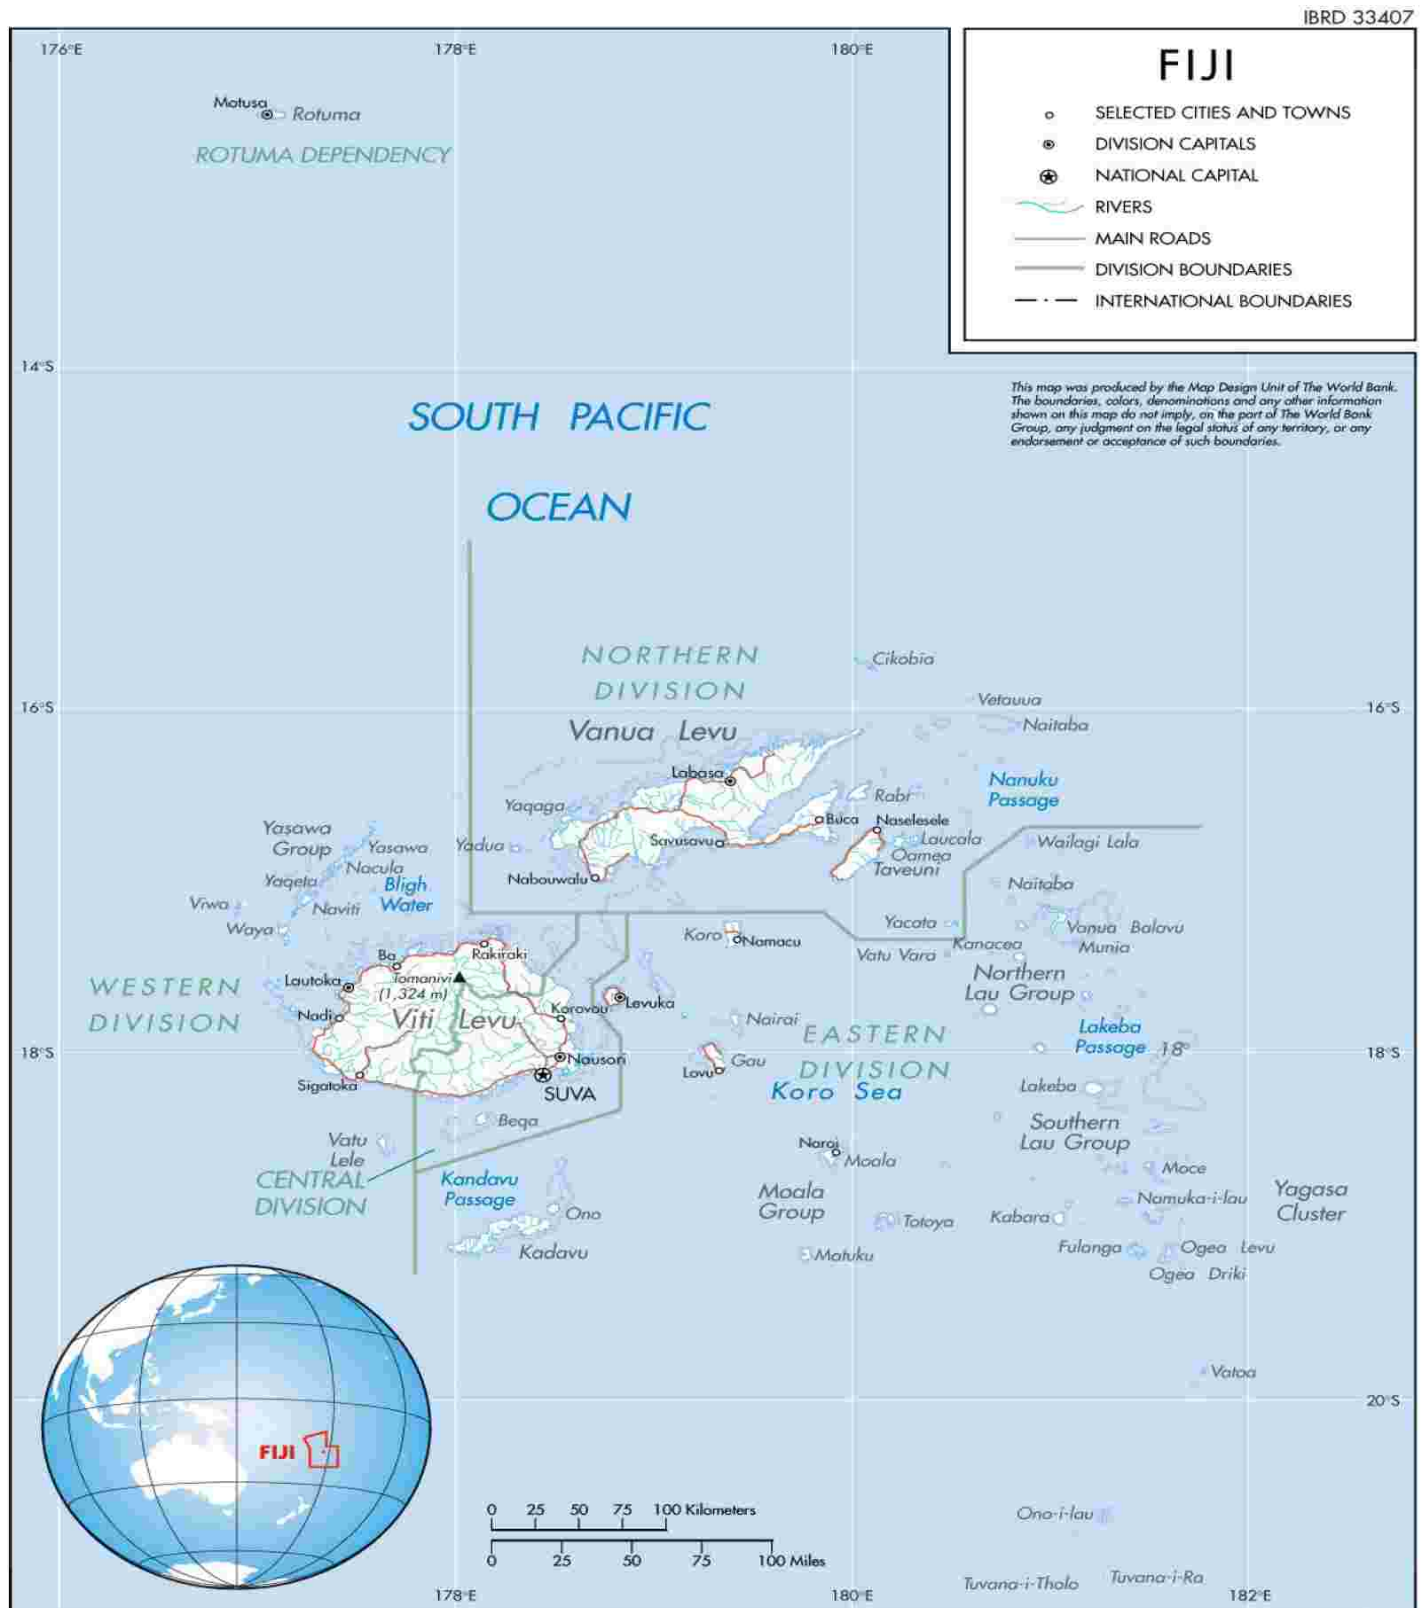 IBRD 33407
176°E
178°E
180°E
FIJI
SELECTED CITIES AND TOWNS
DIVISION CAPITALS
NATIONAL CAPITAL
RIVERS
MAIN ROADS
DIVISION BOUNDARIES
INTERNATIONAL BOUNDARIES
Motusa
Rotuma
ROTUMA DEPENDENCY
14°S
This map was produced by the Map Design Unit of The World Bank.
The boundaries, colors, denominations and any other information
shown on this map do not imply, on the part of The World Bank
Group, any judgment on the legal status of any territory, or any
endorsement or acceptance of such boundaries.
SOUTH PACIFIC
OCEAN
NORTHERN
DIVISION
Cikobia
Vetauua
16°S
16°S
Naitaba
Vanua Levu
Labasa
Nanuku
Passage
Rabi
Yaqaga
Buca
Naselesele
Yasawa
Group
Yasawa
Yadua
Savusavu
Laucala
Wailagi Lala
Qamea
Nacula
Taveuni
Yaqeta
Bligh
Water
Nabouwalu
Naitaba
Viwa
Naviti
Waya
Yacata
Vanua Balavu
Koro
Namacu
Kanacea
Munia
Vatu Vara
Ba
Rakiraki
Northern
Lau Group
WESTERN
DIVISION
Lautoka
Tomanivi
(1,324 m)
Levuka
Korovou
Nadi
Viti Levu
Nairai
EASTERN
DIVISION
Lakeba
Passage
18°
18°S
18°S
Nausori
Gau
Lovu
Sigatoka
SUVA
Koro Sea
Lakeba
Beqa
Southern
Lau Group
Vatu
Lele
Naroi
Moala
Moce
CENTRAL
DIVISION
Kandavu
Passage
Moala
Group
Namuka-i-lau
Yagasa
Cluster
Ono
Totoya
Kabara
Kadavu
Matuku
Fulanga
Ogea Levu
Ogea Driki
Vatoa
20°S
FIJI
0 25 50 75 100 Kilometers
0 25 50 75 100 Miles
Ono-i-lau
Tuvana-i-Tholo
Tuvana-i-Ra
178°E
180°E
182°E